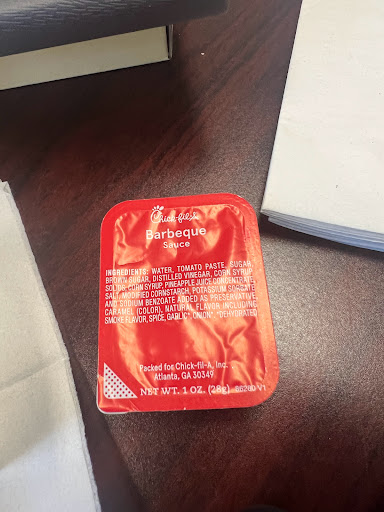 Chick-fil-A
Barbeque
Sauce
INGREDIENTS: WATER, TOMATO PASTE, SUGAR,
BROWN SUGAR, DISTILLED VINEGAR, CORN SYRUP
SOLIDS, CORN SYRUP, PINEAPPLE JUICE CONCENTRATE,
SALT, MODIFIED CORNSTARCH, POTASSIUM SORBATE
AND SODIUM BENZOATE ADDED AS PRESERVATIVE,
CARAMEL (COLOR), NATURAL FLAVOR INCLUDING
SMOKE FLAVOR, SPICE, GARLIC*, ONION*. *DEHYDRATED
Packed for Chick-fil-A, Inc.
Atlanta, GA 30349
NET WT. 1 OZ. (28g)